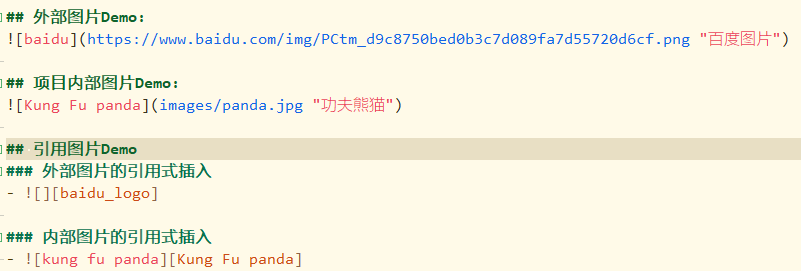 ## 外部图片Demo:
![baidu](https://www.baidu.com/img/PCtm_d9c8750bed0b3c7d089fa7d55720d6cf.png "百度图片")
## 项目内部图片Demo:
![Kung Fu panda](images/panda.jpg "功夫熊猫")
## 引用图片Demo
### 外部图片的引用式插入
- ![][baidu_logo]
### 内部图片的引用式插入
- ![kung fu panda][Kung Fu panda]